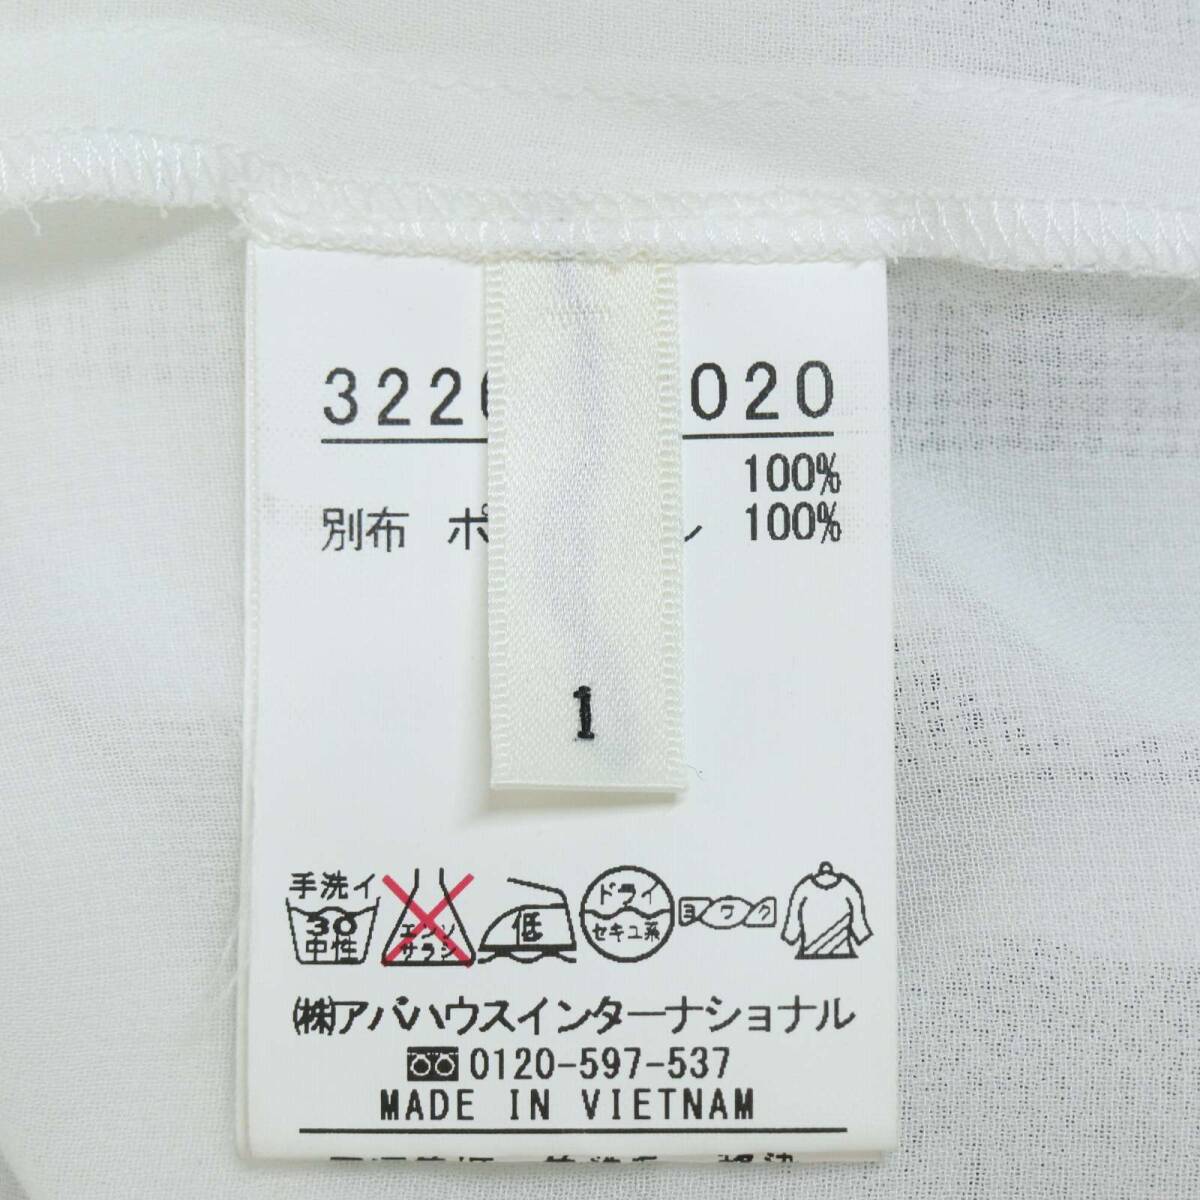 322 020
100%
別布 ポ ン 100%
1
手洗イ
30
中性
エンソ
サラシ
低
ドライ
セキユ系
ヨワク
㈱アバハウスインターナショナル
0120-597-537
MADE IN VIETNAM